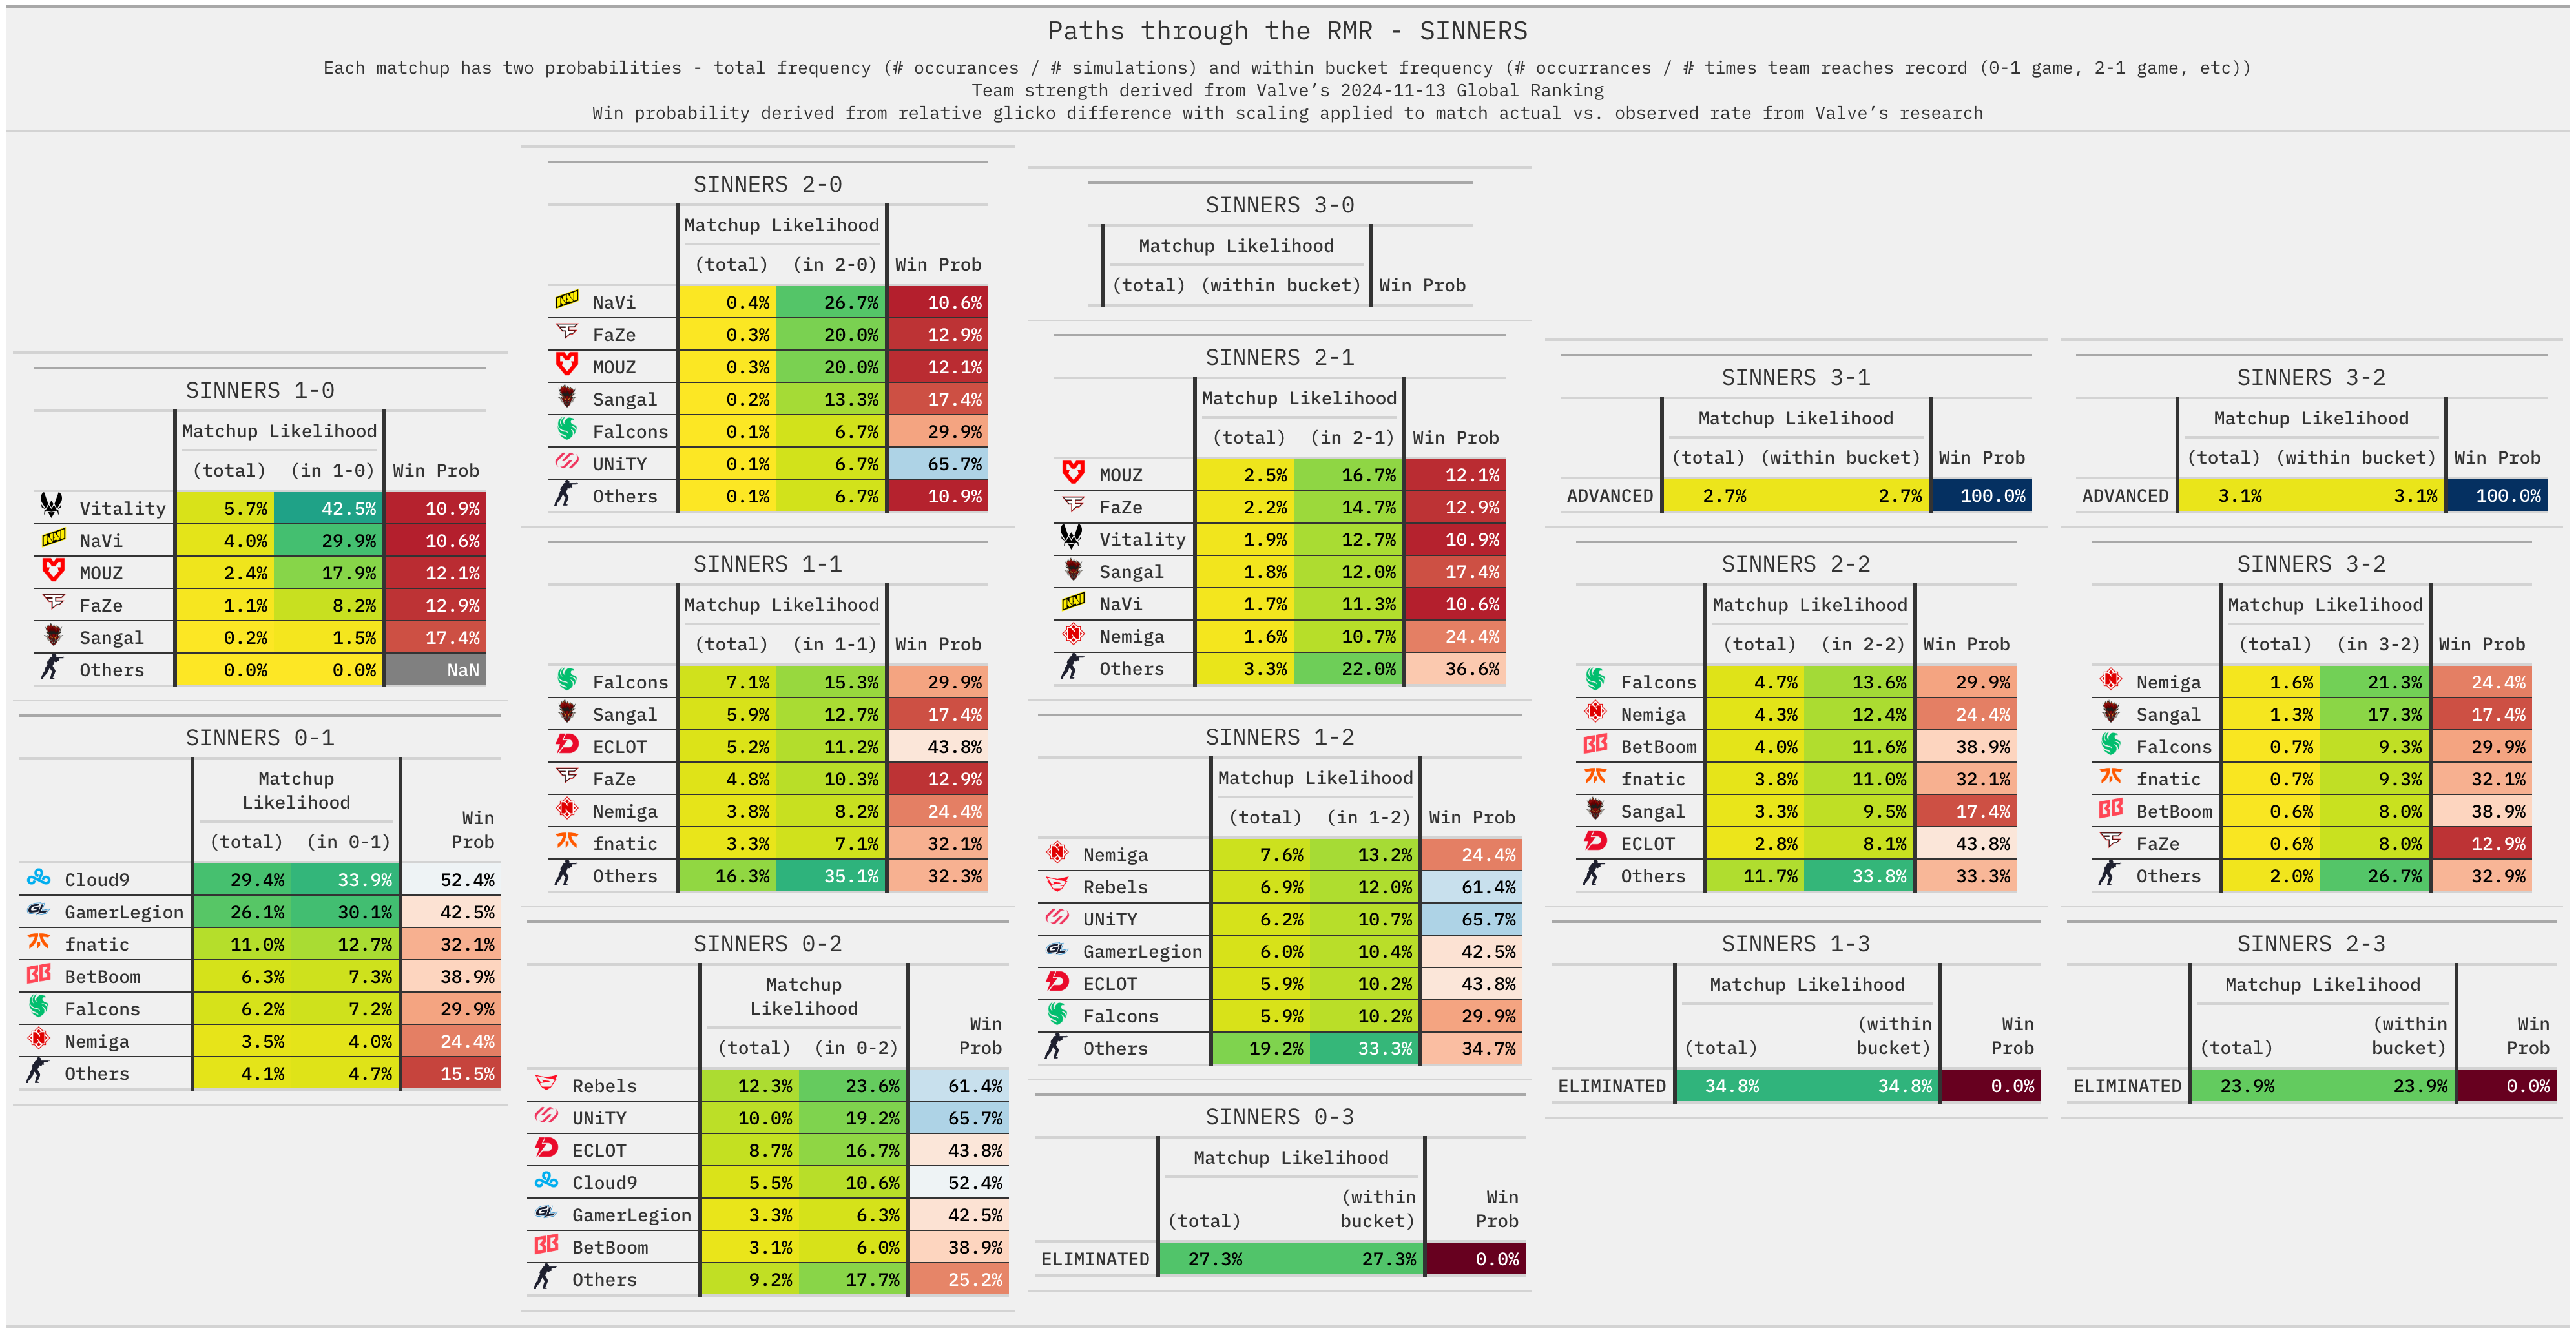 Paths through the RMR - SINNERS
Each matchup has two probabilities - total frequency (# occurances / # simulations) and within bucket frequency (# occurrances / # times team reaches record (0-1 game, 2-1 game, etc))
Team strength derived from Valve's 2024-11-13 Global Ranking
Win probability derived from relative glicko difference with scaling applied to match actual vs. observed rate from Valve's research
SINNERS 1-0
Matchup Likelihood
(total) (in 1-0) Win Prob
Vitality 5.7% 42.5% 10.9%
NaVi 4.0% 29.9% 10.6%
MOUZ 2.4% 17.9% 12.1%
FaZe 1.1% 8.2% 12.9%
Sangal 0.2% 1.5% 17.4%
Others 0.0% 0.0% NaN
SINNERS 0-1
Matchup
Likelihood
Win
(total) (in 0-1) Prob
Cloud9 29.4% 33.9% 52.4%
GamerLegion 26.1% 30.1% 42.5%
fnatic 11.0% 12.7% 32.1%
BetBoom 6.3% 7.3% 38.9%
Falcons 6.2% 7.2% 29.9%
Nemiga 3.5% 4.0% 24.4%
Others 4.1% 4.7% 15.5%
SINNERS 2-0
Matchup Likelihood
(total) (in 2-0) Win Prob
NaVi 0.4% 26.7% 10.6%
FaZe 0.3% 20.0% 12.9%
MOUZ 0.3% 20.0% 12.1%
Sangal 0.2% 13.3% 17.4%
Falcons 0.1% 6.7% 29.9%
UNiTY 0.1% 6.7% 65.7%
Others 0.1% 6.7% 10.9%
SINNERS 1-1
Matchup Likelihood
(total) (in 1-1) Win Prob
Falcons 7.1% 15.3% 29.9%
Sangal 5.9% 12.7% 17.4%
ECLOT 5.2% 11.2% 43.8%
FaZe 4.8% 10.3% 12.9%
Nemiga 3.8% 8.2% 24.4%
fnatic 3.3% 7.1% 32.1%
Others 16.3% 35.1% 32.3%
SINNERS 0-2
Matchup
Likelihood
Win
(total) (in 0-2) Prob
Rebels 12.3% 23.6% 61.4%
UNiTY 10.0% 19.2% 65.7%
ECLOT 8.7% 16.7% 43.8%
Cloud9 5.5% 10.6% 52.4%
GamerLegion 3.3% 6.3% 42.5%
BetBoom 3.1% 6.0% 38.9%
Others 9.2% 17.7% 25.2%
SINNERS 3-0
Matchup Likelihood
(total) (within bucket) Win Prob
SINNERS 2-1
Matchup Likelihood
(total) (in 2-1) Win Prob
MOUZ 2.5% 16.7% 12.1%
FaZe 2.2% 14.7% 12.9%
Vitality 1.9% 12.7% 10.9%
Sangal 1.8% 12.0% 17.4%
NaVi 1.7% 11.3% 10.6%
Nemiga 1.6% 10.7% 24.4%
Others 3.3% 22.0% 36.6%
SINNERS 1-2
Matchup Likelihood
(total) (in 1-2) Win Prob
Nemiga 7.6% 13.2% 24.4%
Rebels 6.9% 12.0% 61.4%
UNiTY 6.2% 10.7% 65.7%
GamerLegion 6.0% 10.4% 42.5%
ECLOT 5.9% 10.2% 43.8%
Falcons 5.9% 10.2% 29.9%
Others 19.2% 33.3% 34.7%
SINNERS 0-3
Matchup Likelihood
(within Win
(total) bucket) Prob
ELIMINATED 27.3% 27.3% 0.0%
SINNERS 3-1
Matchup Likelihood
(total) (within bucket) Win Prob
ADVANCED 2.7% 2.7% 100.0%
SINNERS 2-2
Matchup Likelihood
(total) (in 2-2) Win Prob
Falcons 4.7% 13.6% 29.9%
Nemiga 4.3% 12.4% 24.4%
BetBoom 4.0% 11.6% 38.9%
fnatic 3.8% 11.0% 32.1%
Sangal 3.3% 9.5% 17.4%
ECLOT 2.8% 8.1% 43.8%
Others 11.7% 33.8% 33.3%
SINNERS 1-3
Matchup Likelihood
(within Win
(total) bucket) Prob
ELIMINATED 34.8% 34.8% 0.0%
SINNERS 3-2
Matchup Likelihood
(total) (within bucket) Win Prob
ADVANCED 3.1% 3.1% 100.0%
SINNERS 3-2
Matchup Likelihood
(total) (in 3-2) Win Prob
Nemiga 1.6% 21.3% 24.4%
Sangal 1.3% 17.3% 17.4%
Falcons 0.7% 9.3% 29.9%
fnatic 0.7% 9.3% 32.1%
BetBoom 0.6% 8.0% 38.9%
FaZe 0.6% 8.0% 12.9%
Others 2.0% 26.7% 32.9%
SINNERS 2-3
Matchup Likelihood
(within Win
(total) bucket) Prob
ELIMINATED 23.9% 23.9% 0.0%